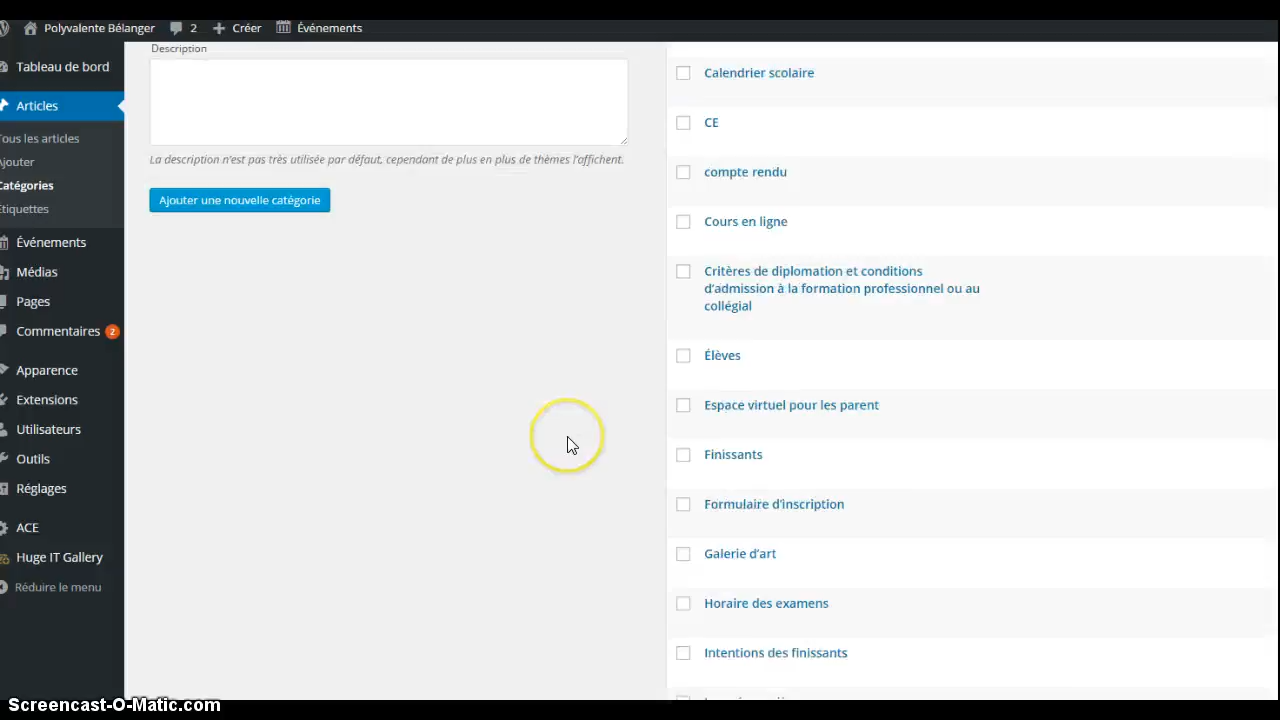 Polyvalente Bélanger 2 Créer Événements
Tableau de bord
Articles
Tous les articles
Ajouter
Catégories
Étiquettes
Événements
Médias
Pages
Commentaires 2
Apparence
Extensions
Utilisateurs
Outils
Réglages
ACE
Huge IT Gallery
Réduire le menu
Description
La description n'est pas très utilisée par défaut, cependant de plus en plus de thèmes l'affichent.
Ajouter une nouvelle catégorie
Calendrier scolaire
CE
compte rendu
Cours en ligne
Critères de diplomation et conditions
d'admission à la formation professionnel ou au
collégial
Élèves
Espace virtuel pour les parent
Finissants
Formulaire d'inscription
Galerie d'art
Horaire des examens
Intentions des finissants
Screencast-O-Matic.com